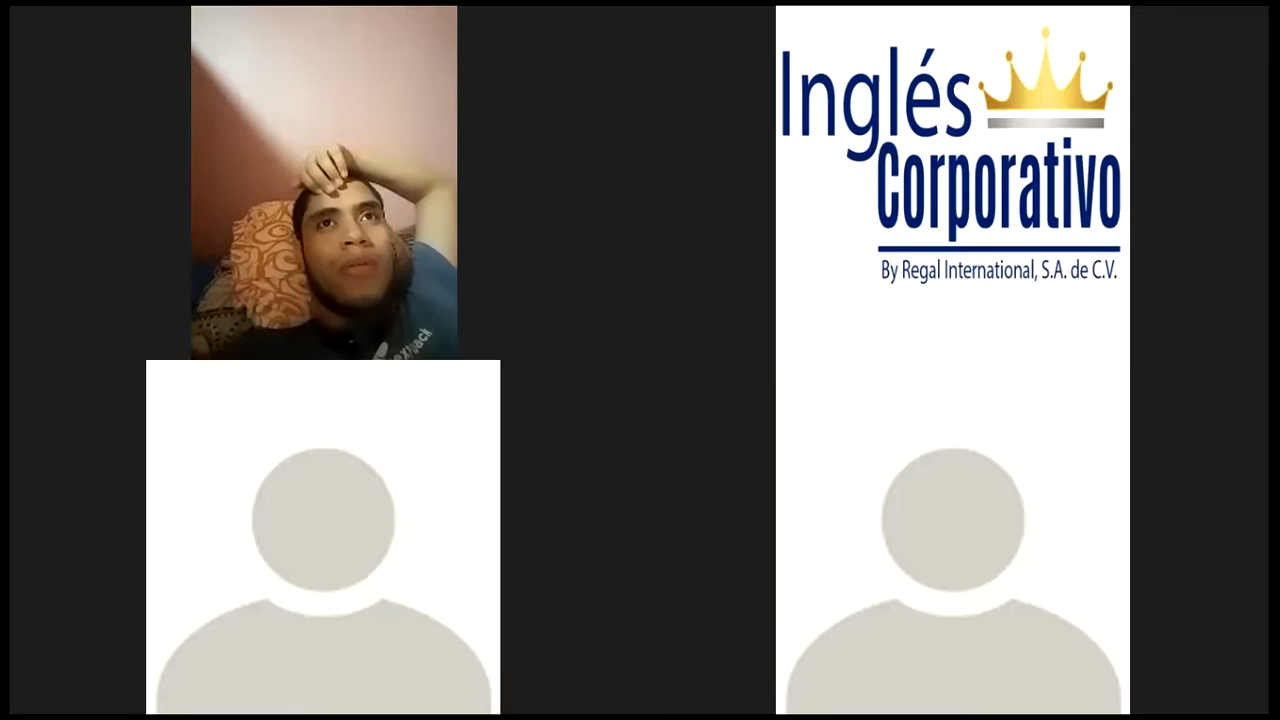 Inglés
Corporativo
By Regal International, S.A. de C.V.